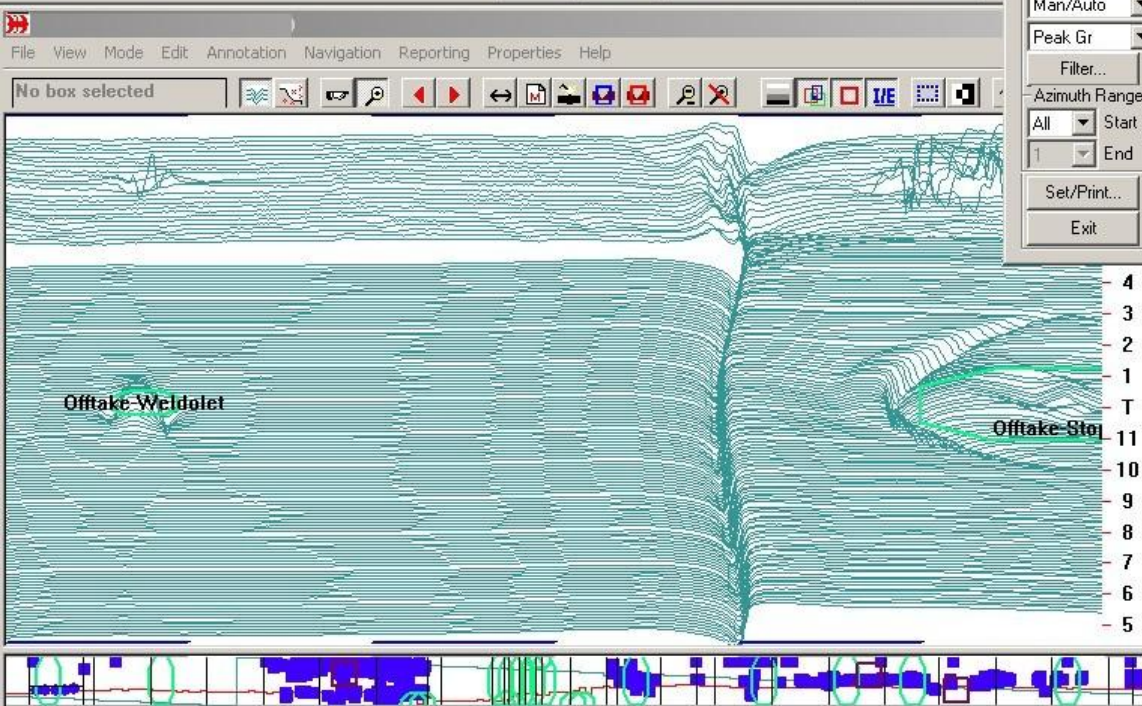 Man/Auto
File View Mode Edit Annotation Navigation Reporting Properties Help
Peak Gr
Filter...
No box selected
M
I/E
Azimuth Range
All Start
1 End
Set/Print...
Exit
4
3
2
1
Offtake-Weldolet
T
Offtake-Sto
11
10
9
8
7
6
5